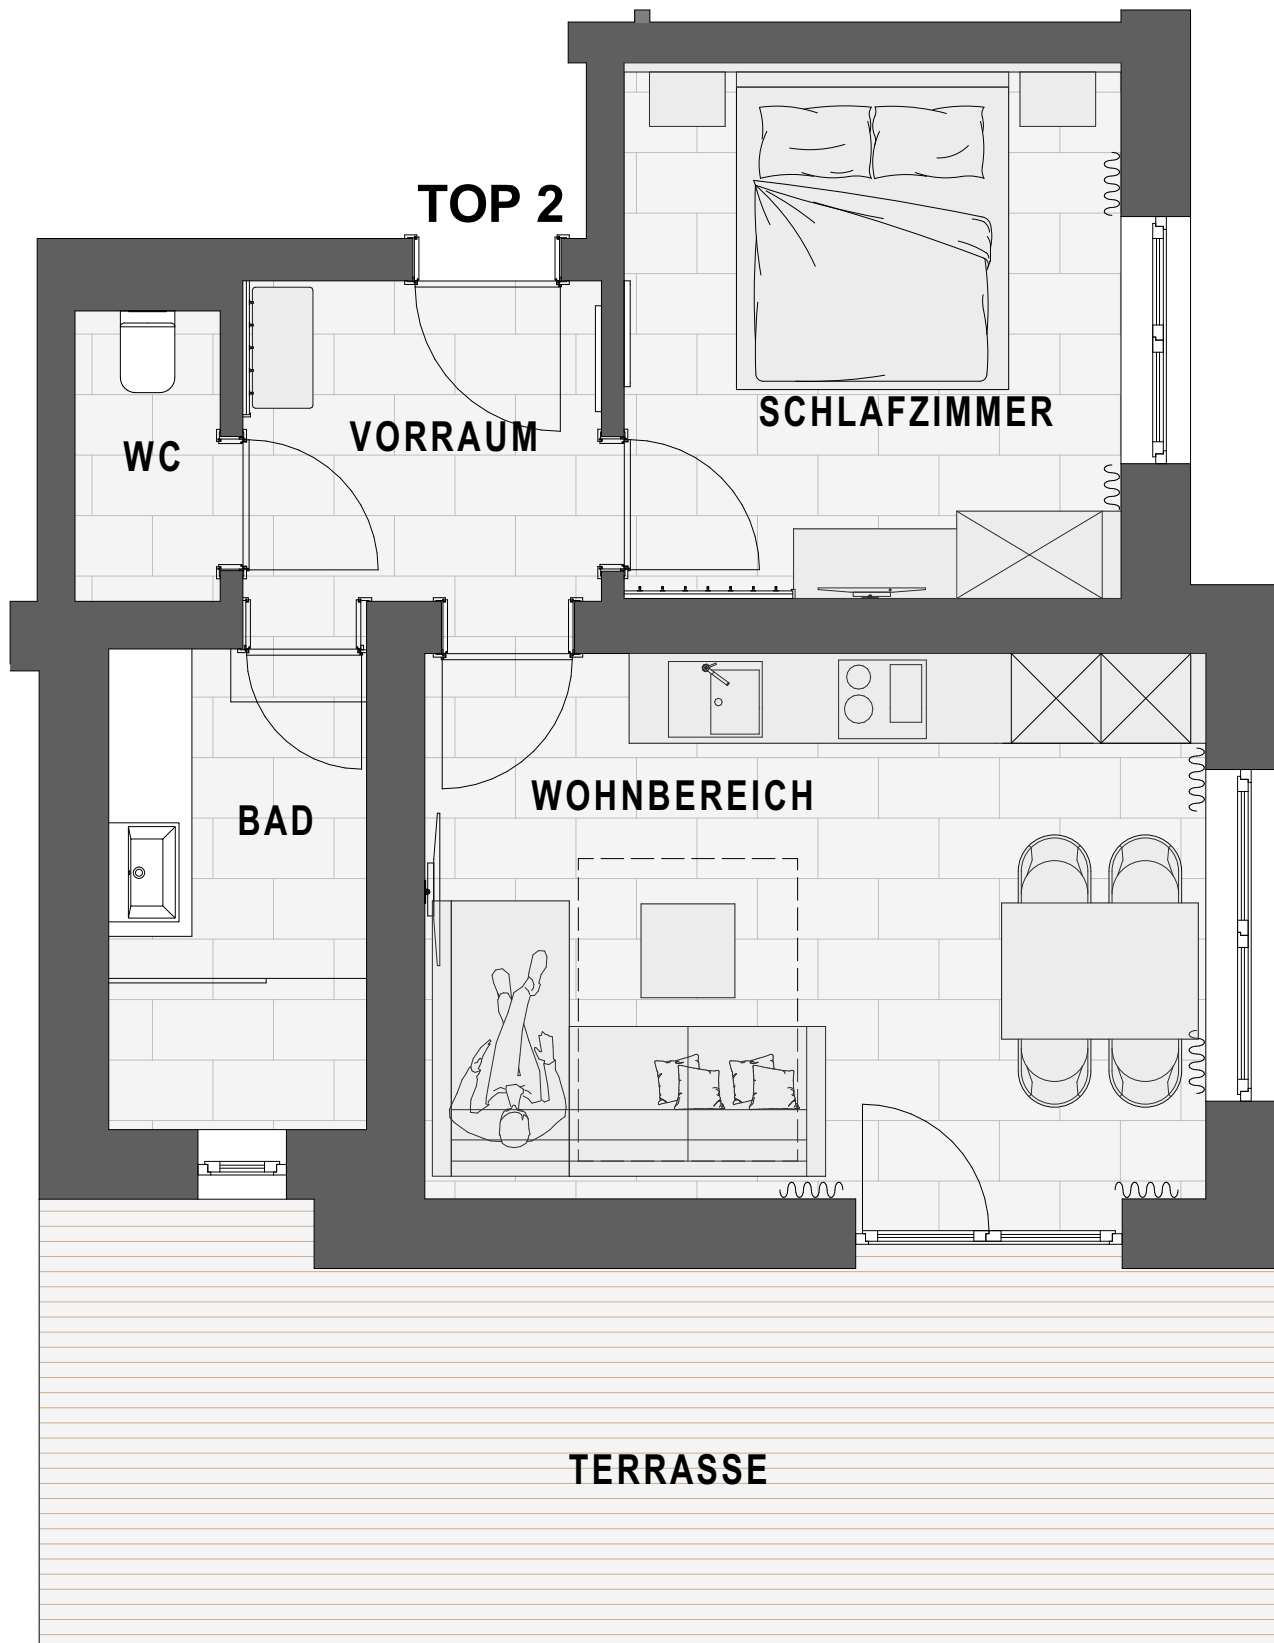 TOP 2
SCHLAFZIMMER
VORRAUM
WC
WOHNBEREICH
BAD
TERRASSE